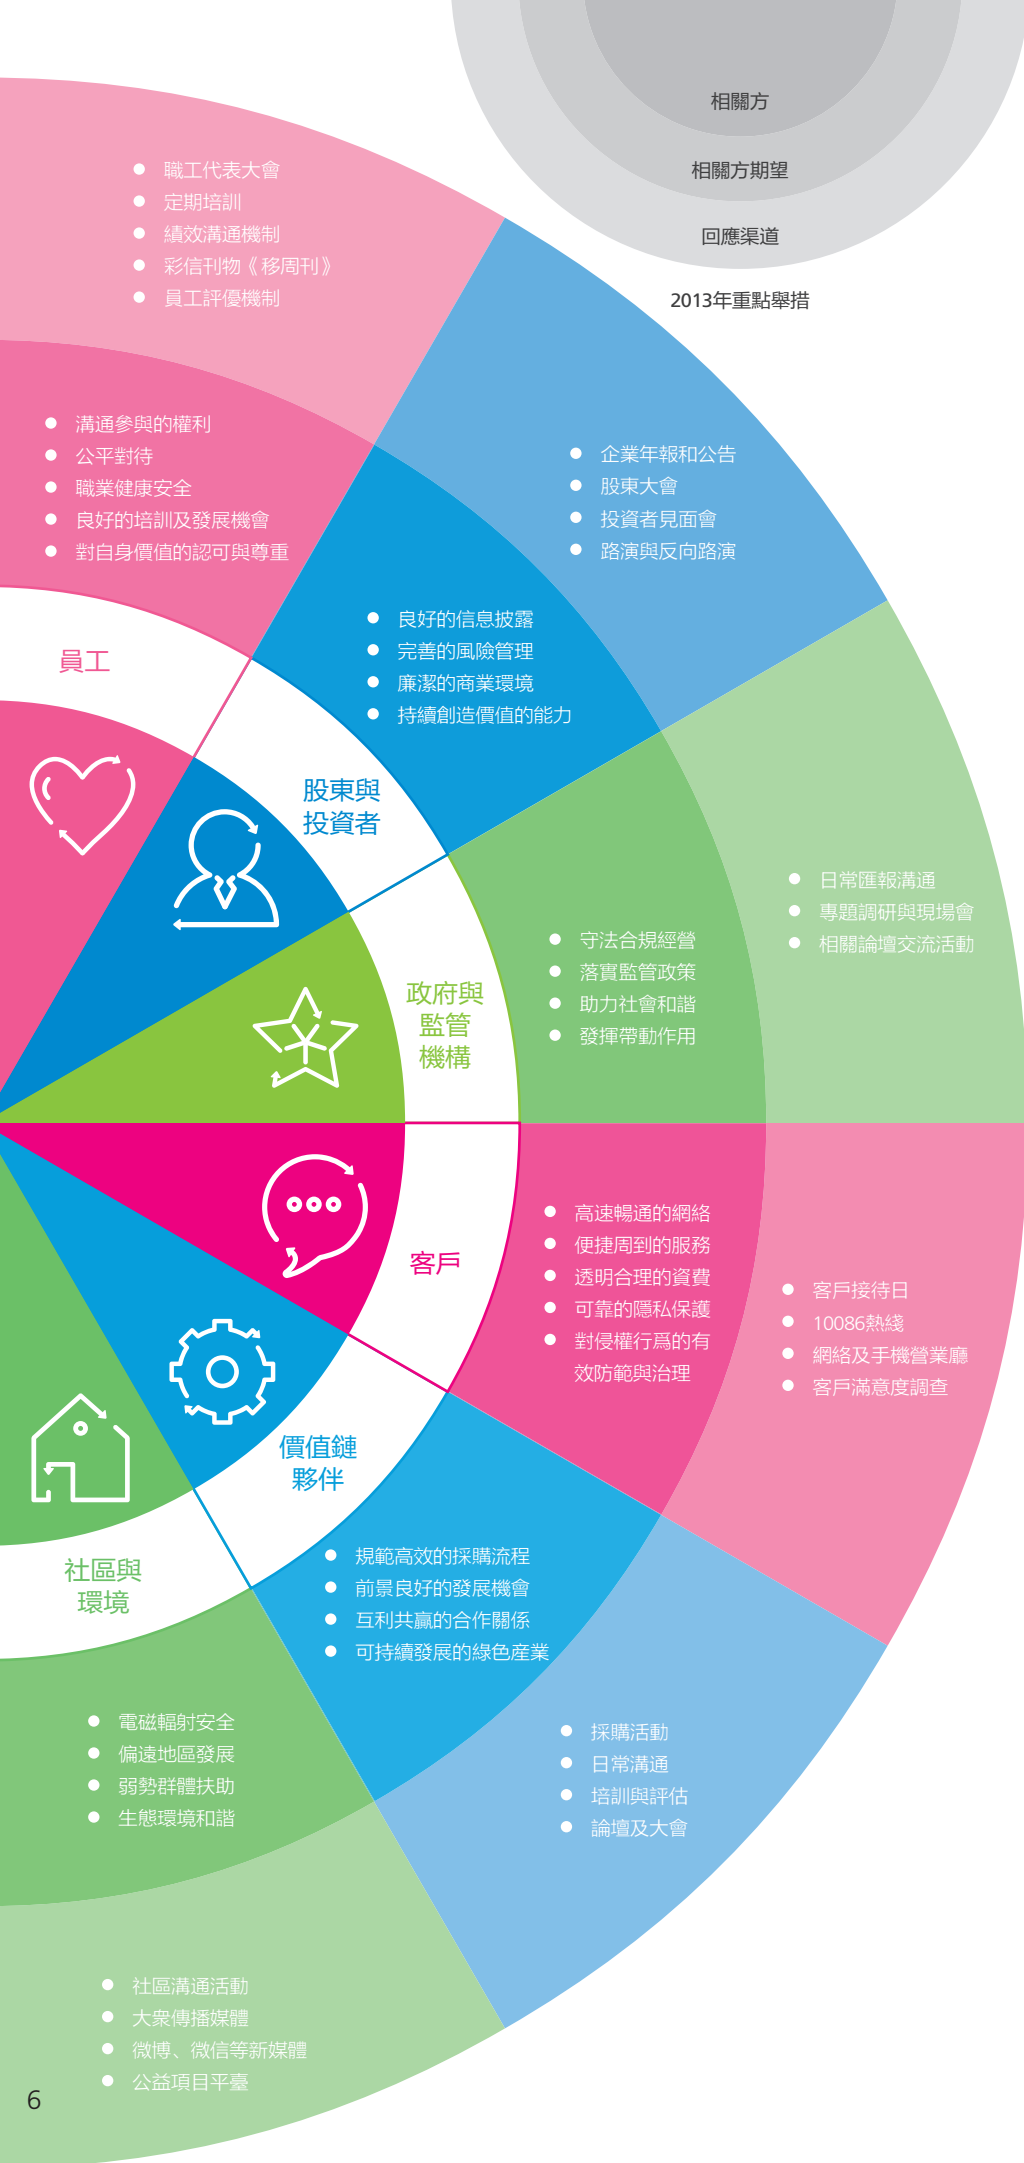 相關方
相關方期望
回應渠道
2013年重點舉措
職工代表大會
定期培訓
績效溝通機制
彩信刊物《移周刊》
員工評優機制
溝通參與的權利
公平對待
職業健康安全
良好的培訓及發展機會
對自身價值的認可與尊重
員工
企業年報和公告
股東大會
投資者見面會
路演與反向路演
良好的信息披露
完善的風險管理
廉潔的商業環境
持續創造價值的能力
股東與
投資者
日常匯報溝通
專題調研與現場會
相關論壇交流活動
守法合規經營
落實監管政策
助力社會和諧
發揮帶動作用
政府與
監管
機構
客戶
高速暢通的網絡
便捷周到的服務
透明合理的資費
可靠的隱私保護
對侵權行爲的有
效防範與治理
客戶接待日
10086熱綫
網絡及手機營業廳
客戶滿意度調查
價值鏈
夥伴
規範高效的採購流程
前景良好的發展機會
互利共贏的合作關係
可持續發展的綠色産業
採購活動
日常溝通
培訓與評估
論壇及大會
社區與
環境
電磁輻射安全
偏遠地區發展
弱勢群體扶助
生態環境和諧
社區溝通活動
大衆傳播媒體
微博、微信等新媒體
公益項目平臺
6